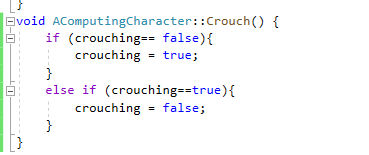 }
void AComputingCharacter::Crouch() {
    if (crouching== false){
        crouching = true;
    }
    else if (crouching==true){
        crouching = false;
    }
}